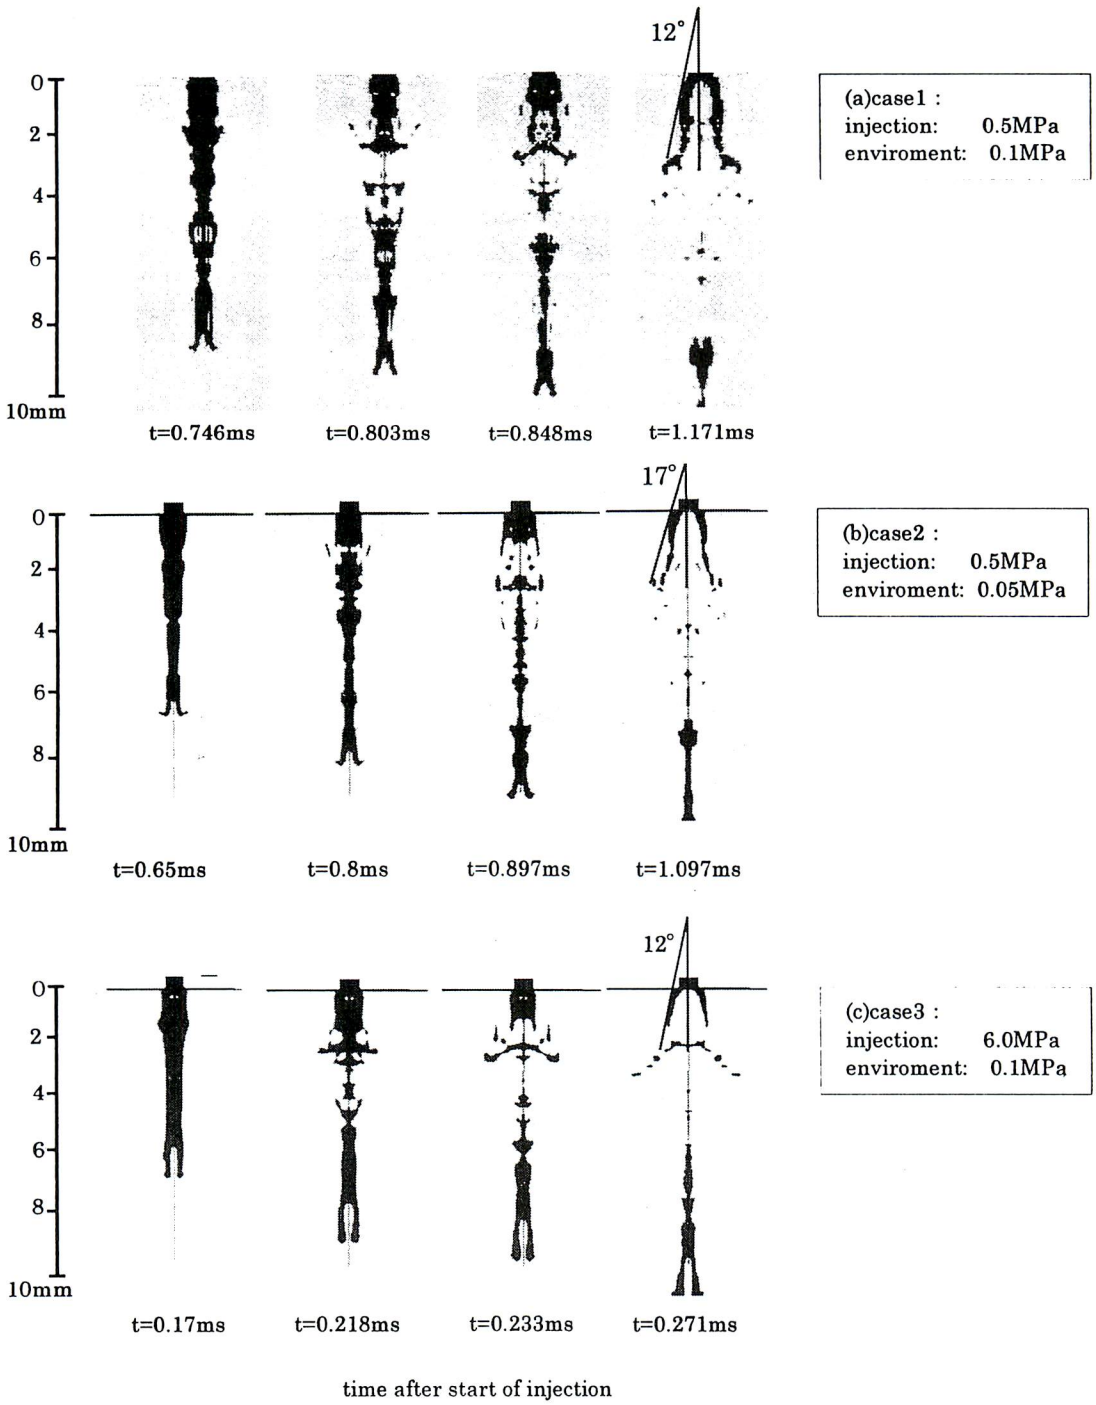 12°
0
2
4
6
8
10mm
(a)case1 :
injection: 0.5MPa
enviroment: 0.1MPa
t=0.746ms t=0.803ms t=0.848ms t=1.171ms
17°
0
2
4
6
8
10mm
(b)case2 :
injection: 0.5MPa
enviroment: 0.05MPa
t=0.65ms t=0.8ms t=0.897ms t=1.097ms
12°
0
2
4
6
8
10mm
(c)case3 :
injection: 6.0MPa
enviroment: 0.1MPa
t=0.17ms t=0.218ms t=0.233ms t=0.271ms
time after start of injection